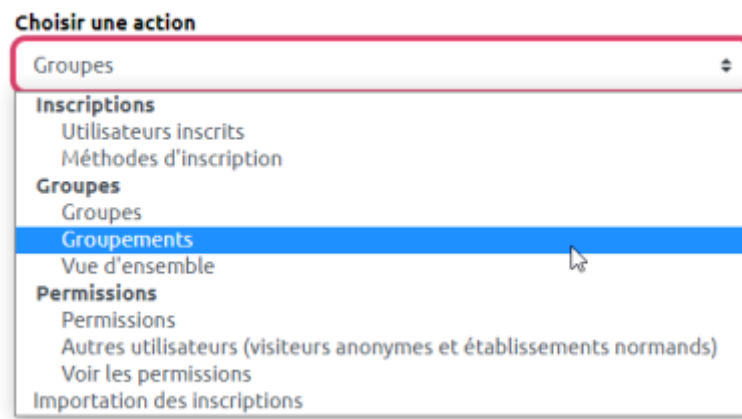 Choisir une action
Groupes
Inscriptions
Utilisateurs inscrits
Méthodes d'inscription
Groupes
Groupes
Groupements
Vue d'ensemble
Permissions
Permissions
Autres utilisateurs (visiteurs anonymes et établissements normands)
Voir les permissions
Importation des inscriptions